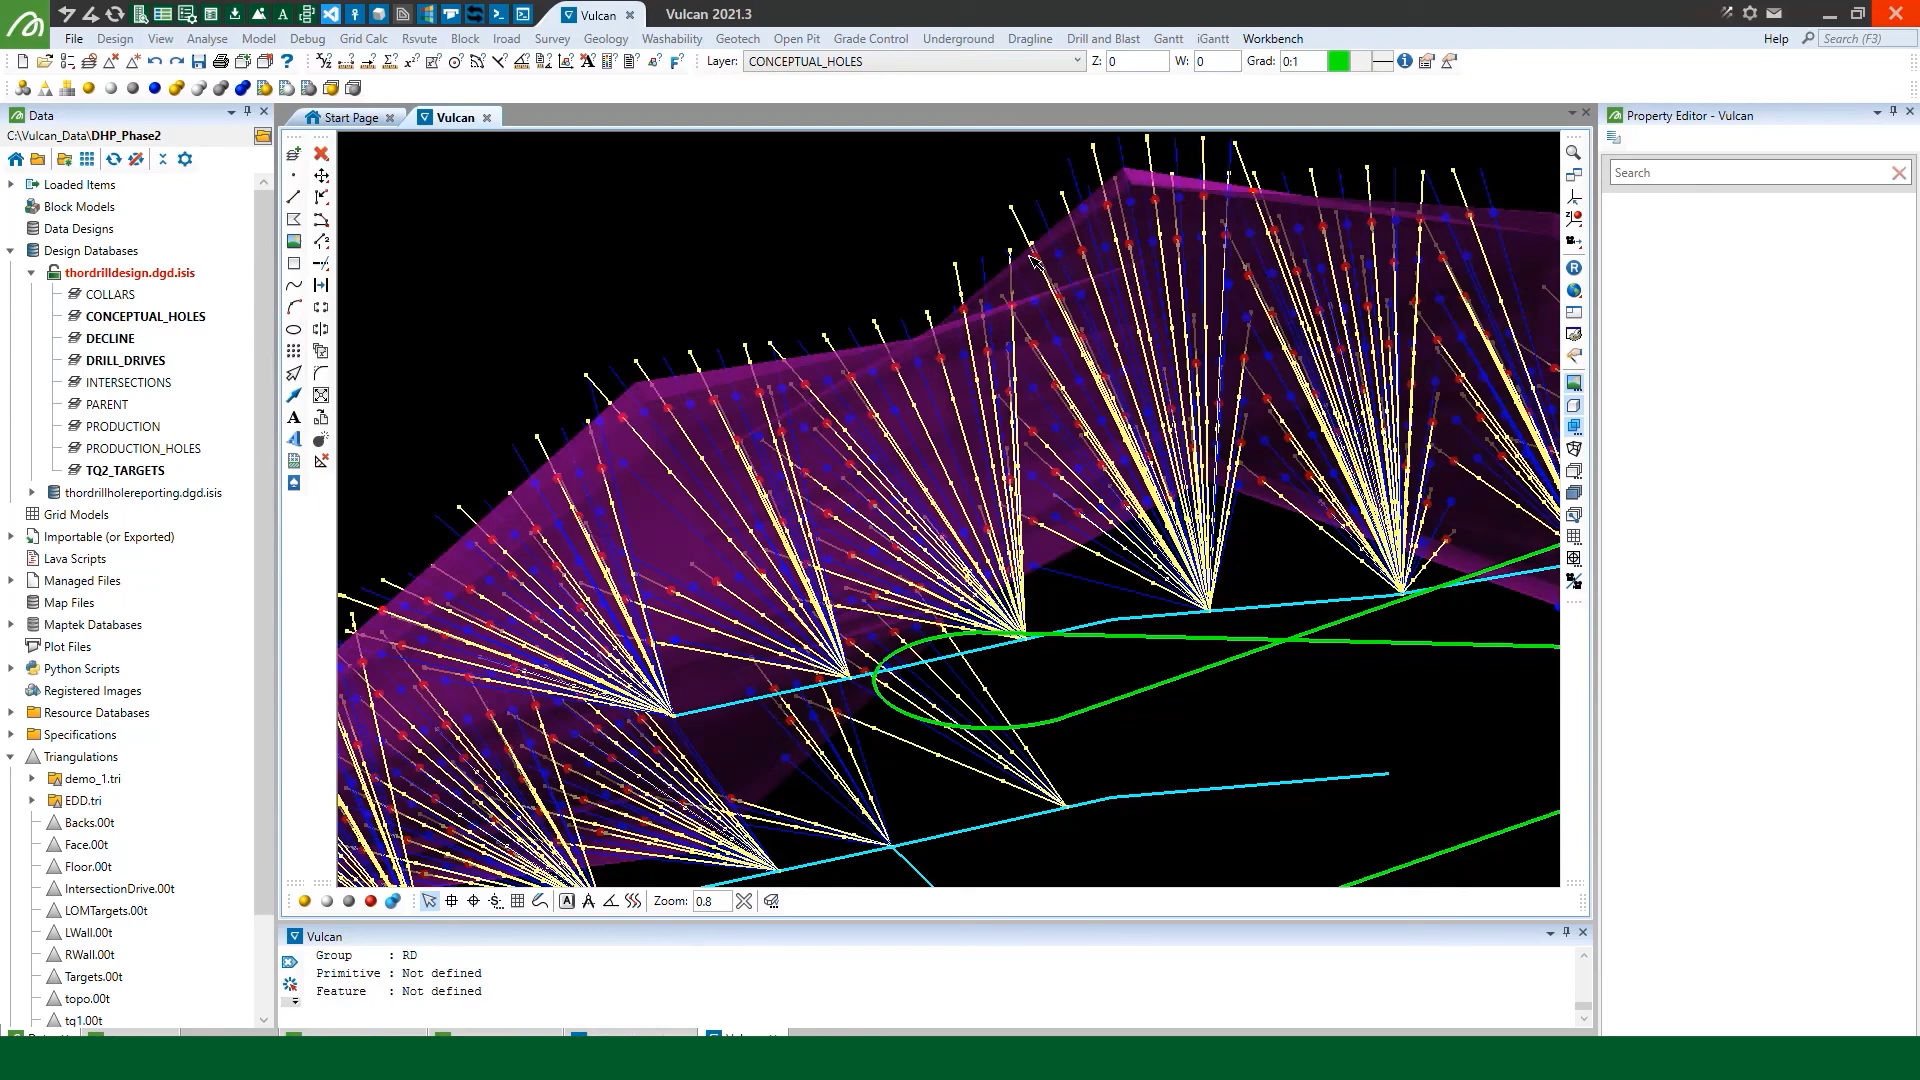 Vulcan
Vulcan 2021.3
File Design View Analyse Model Debug Grid Calc Rsvute Block Iroad Survey Geology Washability Geotech Open Pit Grade Control Underground Dragline Drill and Blast Gantt iGantt Workbench Help Search (F3)
Layer: CONCEPTUAL_HOLES Z: 0 W: 0 Grad: 0:1
Data
C:\Vulcan_Data\DHP_Phase2
Loaded Items
Block Models
Data Designs
Design Databases
thordrilldesign.dgd.isis
COLLARS
CONCEPTUAL_HOLES
DECLINE
DRILL_DRIVES
INTERSECTIONS
PARENT
PRODUCTION
PRODUCTION_HOLES
TQ2_TARGETS
thordrillholereporting.dgd.isis
Grid Models
Importable (or Exported)
Lava Scripts
Managed Files
Map Files
Maptek Databases
Plot Files
Python Scripts
Registered Images
Resource Databases
Specifications
Triangulations
demo_1.tri
EDD.tri
Backs.00t
Face.00t
Floor.00t
IntersectionDrive.00t
LOMTargets.00t
LWall.00t
RWall.00t
Targets.00t
topo.00t
tq1.00t
Start Page
Vulcan
Zoom: 0.8
Vulcan
Group : RD
Primitive : Not defined
Feature : Not defined
Property Editor - Vulcan
Search